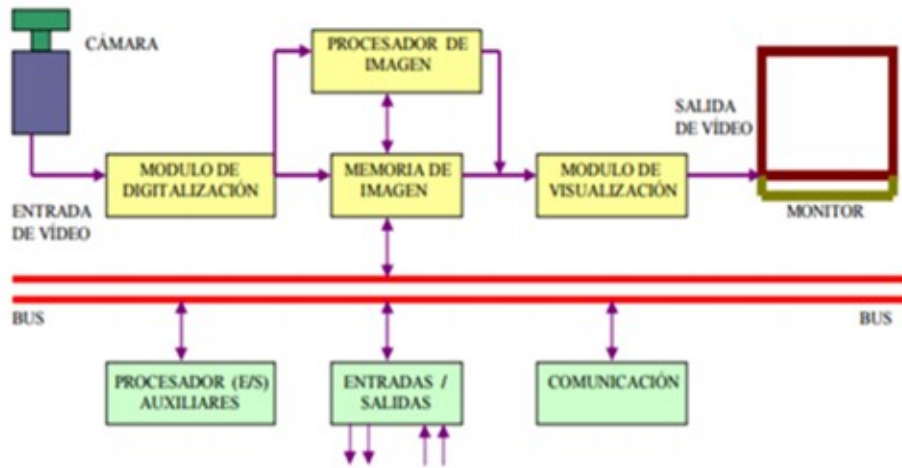 CÁMARA
PROCESADOR DE
IMAGEN
SALIDA
DE VÍDEO
MODULO DE
DIGITALIZACIÓN
MEMORIA DE
IMAGEN
MODULO DE
VISUALIZACIÓN
ENTRADA
DE VÍDEO
MONITOR
BUS
BUS
PROCESADOR (E/S)
AUXILIARES
ENTRADAS /
SALIDAS
COMUNICACIÓN